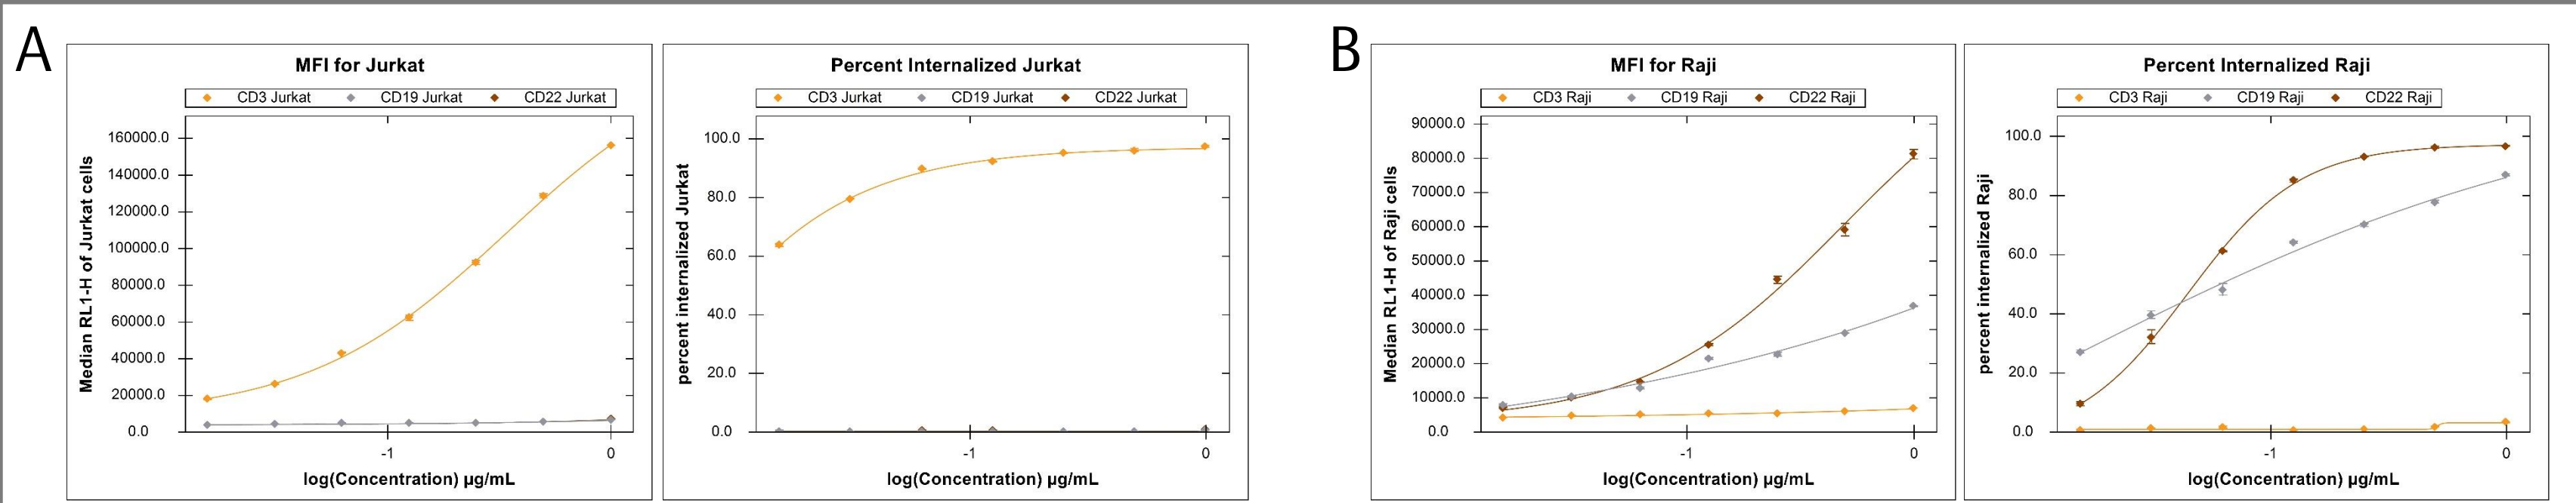 A
MFI for Jurkat
CD3 Jurkat CD19 Jurkat CD22 Jurkat
Median RL1-H of Jurkat cells
160000.0
140000.0
120000.0
100000.0
80000.0
60000.0
40000.0
20000.0
0.0
-1 0
log(Concentration) µg/mL
Percent Internalized Jurkat
CD3 Jurkat CD19 Jurkat CD22 Jurkat
percent internalized Jurkat
100.0
80.0
60.0
40.0
20.0
0.0
-1 0
log(Concentration) µg/mL
B
MFI for Raji
CD3 Raji CD19 Raji CD22 Raji
Median RL1-H of Raji cells
90000.0
80000.0
70000.0
60000.0
50000.0
40000.0
30000.0
20000.0
10000.0
0.0
-1 0
log(Concentration) µg/mL
Percent Internalized Raji
CD3 Raji CD19 Raji CD22 Raji
percent internalized Raji
100.0
80.0
60.0
40.0
20.0
0.0
-1 0
log(Concentration) µg/mL